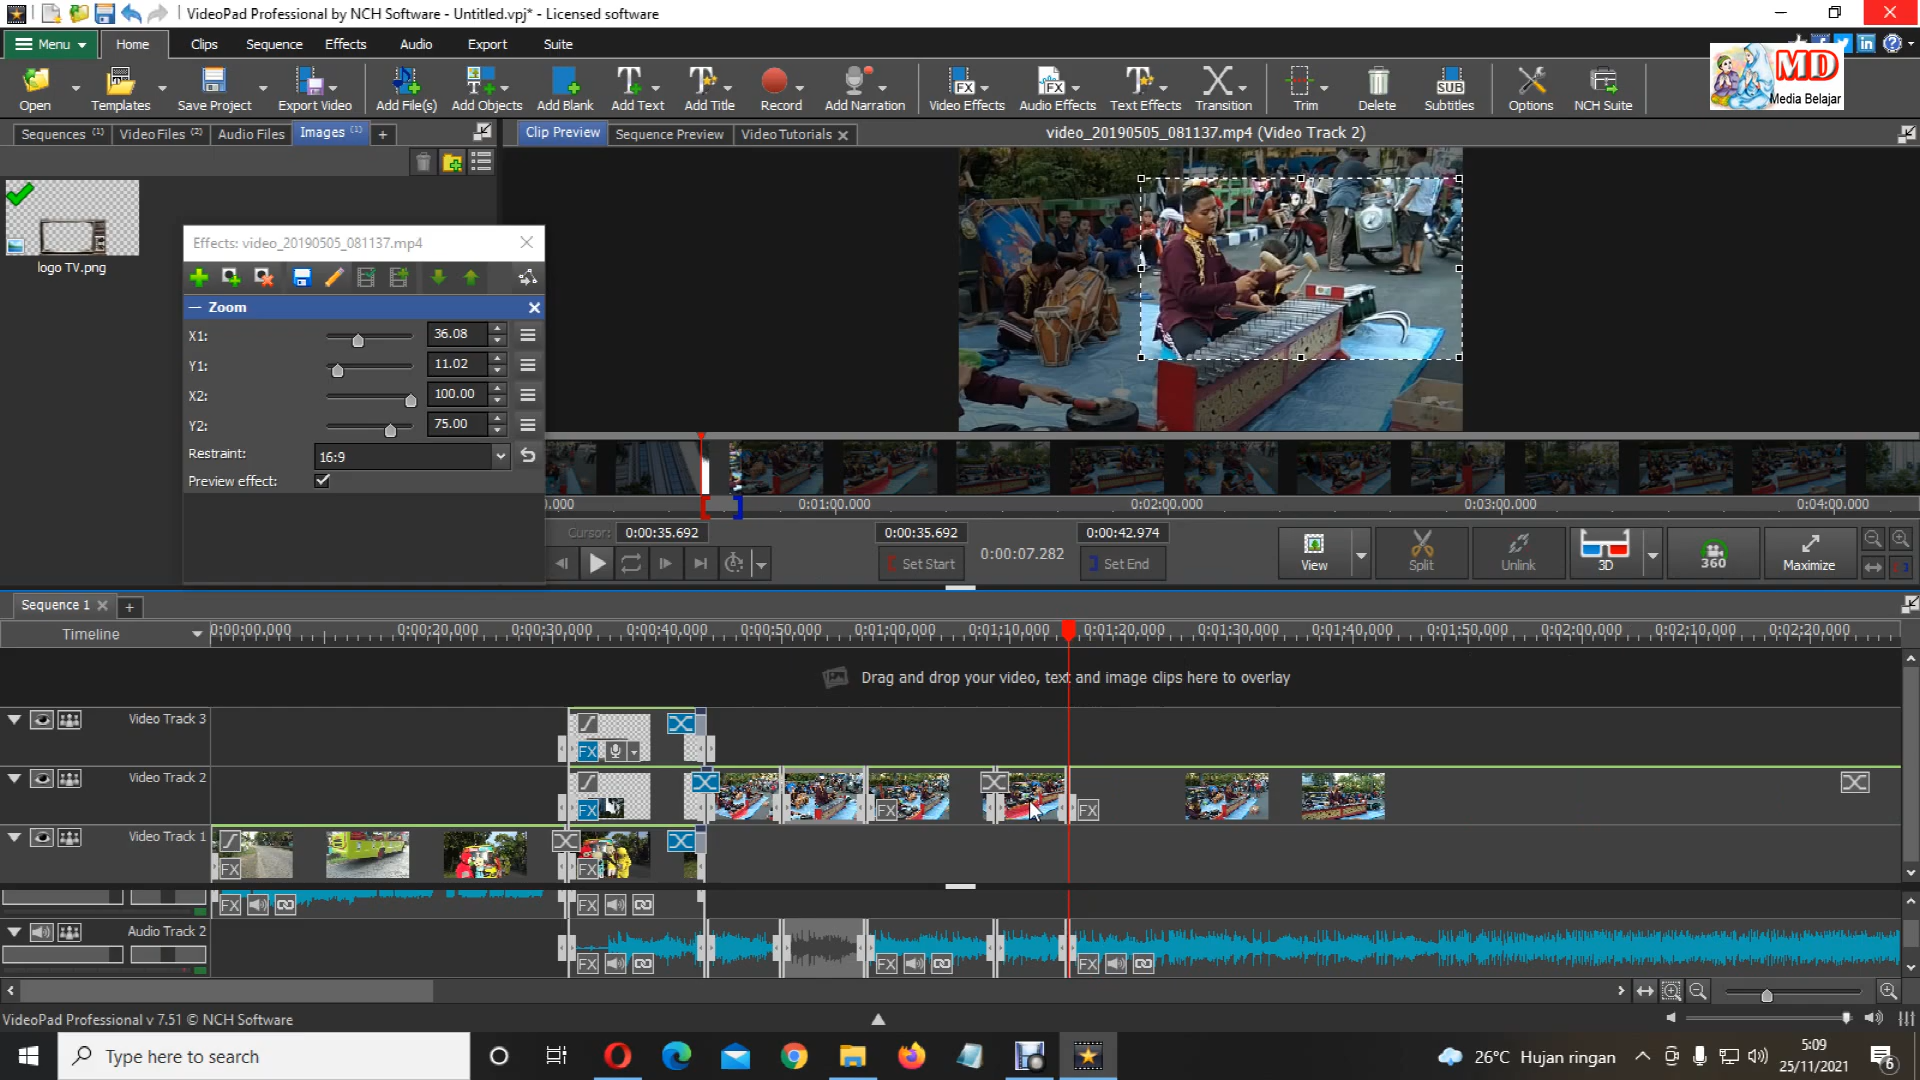 VideoPad Professional by NCH Software - Untitled.vpj* - Licensed software
Menu Home Clips Sequence Effects Audio Export Suite
MD
Media Belajar
Open Templates Save Project Export Video Add File(s) Add Objects Add Blank Add Text Add Title Record Add Narration Video Effects Audio Effects Text Effects Transition Trim Delete Subtitles Options NCH Suite
Sequences (1) Video Files (2) Audio Files Images (1) + Clip Preview Sequence Preview Video Tutorials video_20190505_081137.mp4 (Video Track 2)
logo TV.png
Effects: video_20190505_081137.mp4
Zoom
X1: 36.08
Y1: 11.02
X2: 100.00
Y2: 75.00
Restraint: 16:9
Preview effect:
0:01:00.000 0:02:00.000 0:03:00.000 0:04:00.000
Cursor: 0:00:35.692 0:00:35.692 0:00:42.974
Set Start 0:00:07.282 Set End View Split Unlink 3D 360 Maximize
Sequence 1 +
Timeline 0:00:00.000 0:00:20.000 0:00:30.000 0:00:40.000 0:00:50.000 0:01:00.000 0:01:10.000 0:01:20.000 0:01:30.000 0:01:40.000 0:01:50.000 0:02:00.000 0:02:10.000 0:02:20.000
Drag and drop your video, text and image clips here to overlay
Video Track 3
FX
Video Track 2
FX FX FX
Video Track 1
FX FX
FX FX
Audio Track 2
FX FX FX
VideoPad Professional v 7.51 © NCH Software
Type here to search
26°C Hujan ringan
5:09
25/11/2021
6